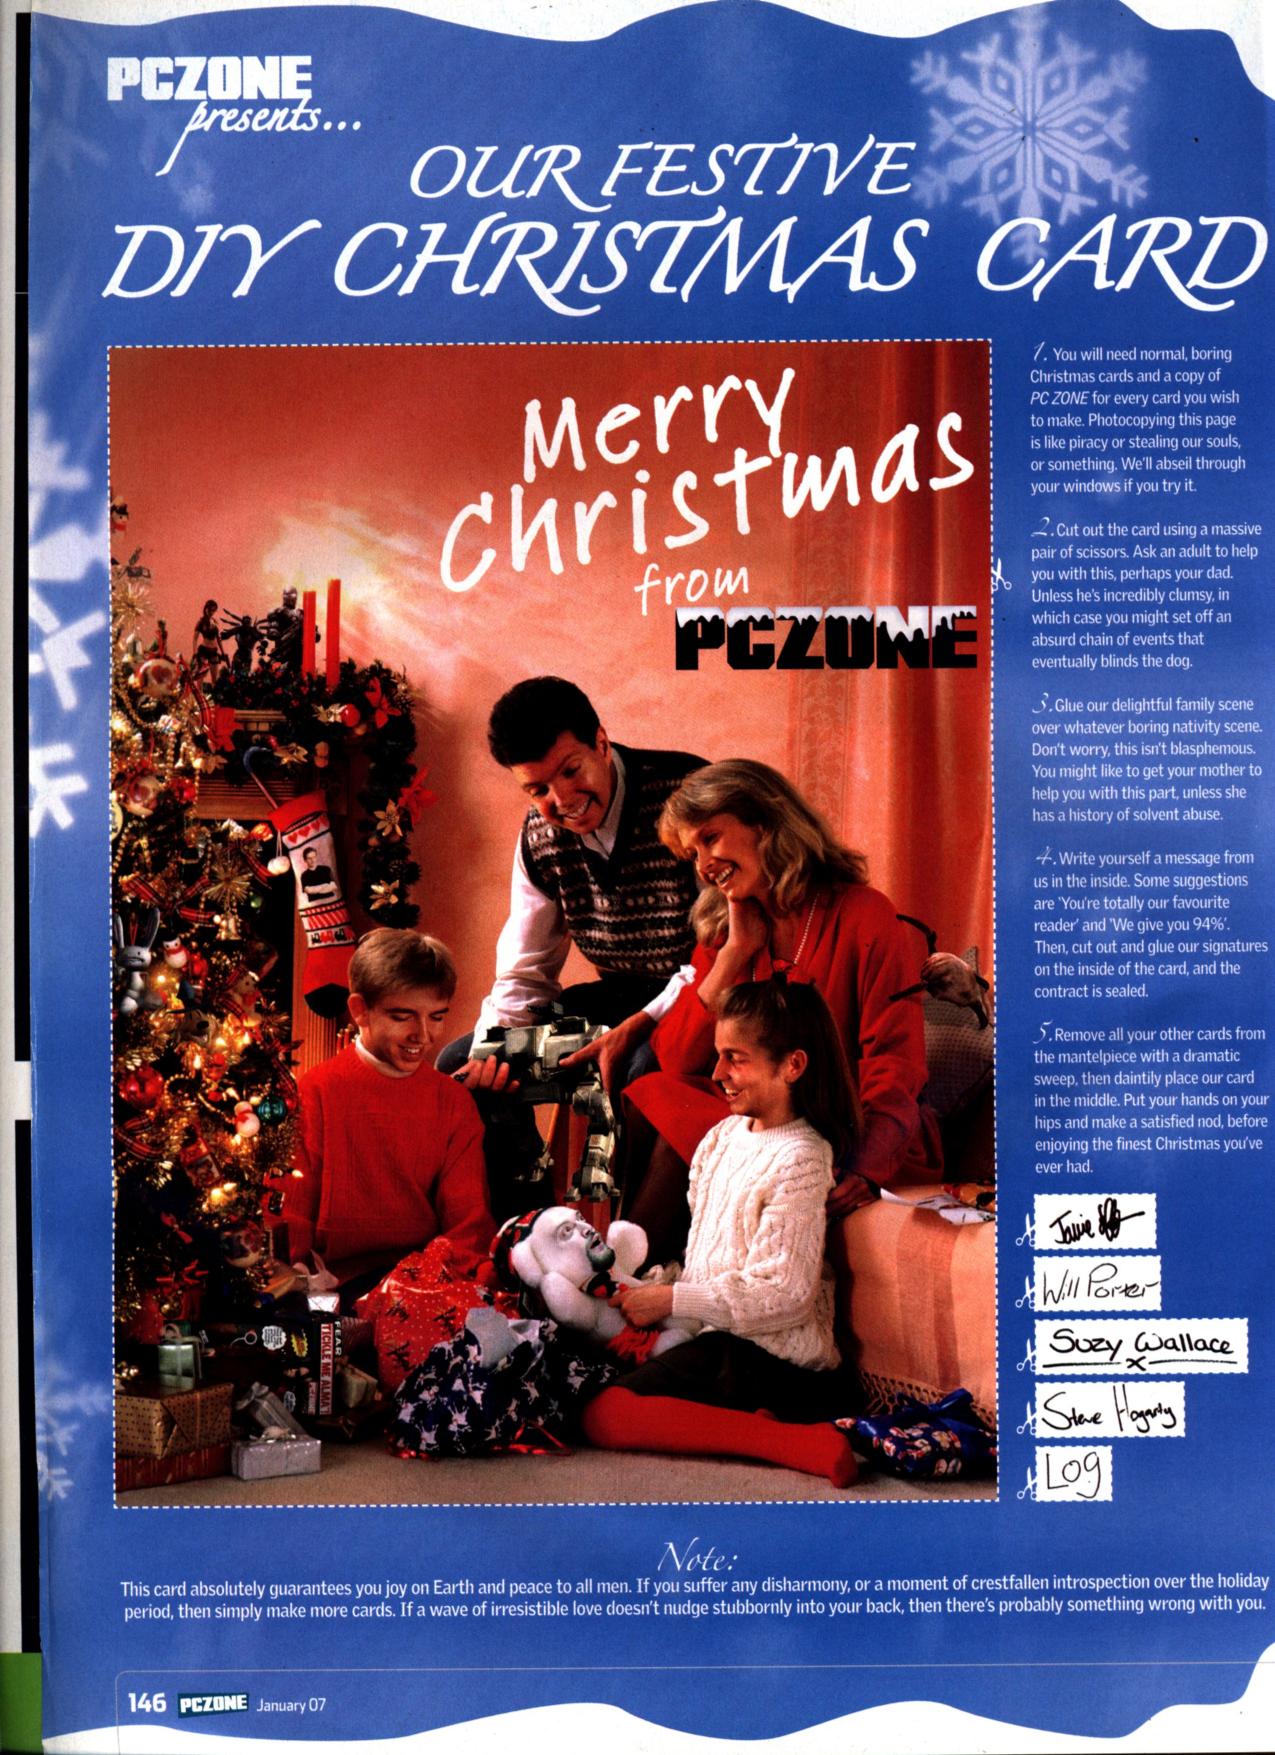 PCZONE
presents...
OUR FESTIVE
DIY CHRISTMAS CARD
Merry
Christmas
from
PCZONE
1. You will need normal, boring
Christmas cards and a copy of
PC ZONE for every card you wish
to make. Photocopying this page
is like piracy or stealing our souls,
or something. We'll abseil through
your windows if you try it.
2. Cut out the card using a massive
pair of scissors. Ask an adult to help
you with this, perhaps your dad.
Unless he's incredibly clumsy, in
which case you might set off an
absurd chain of events that
eventually blinds the dog.
3. Glue our delightful family scene
over whatever boring nativity scene.
Don't worry, this isn't blasphemous.
You might like to get your mother to
help you with this part, unless she
has a history of solvent abuse.
4. Write yourself a message from
us in the inside. Some suggestions
are 'You're totally our favourite
reader' and 'We give you 94%'.
Then, cut out and glue our signatures
on the inside of the card, and the
contract is sealed.
5. Remove all your other cards from
the mantelpiece with a dramatic
sweep, then daintily place our card
in the middle. Put your hands on your
hips and make a satisfied nod, before
enjoying the finest Christmas you've
ever had.
Jamie
Will Porter
Suzy Wallace
x
Steve Hogarty
Log
FEAR
TICKLE ME ALMA
Note:
This card absolutely guarantees you joy on Earth and peace to all men. If you suffer any disharmony, or a moment of crestfallen introspection over the holiday
period, then simply make more cards. If a wave of irresistible love doesn't nudge stubbornly into your back, then there's probably something wrong with you.
146 PCZONE January 07